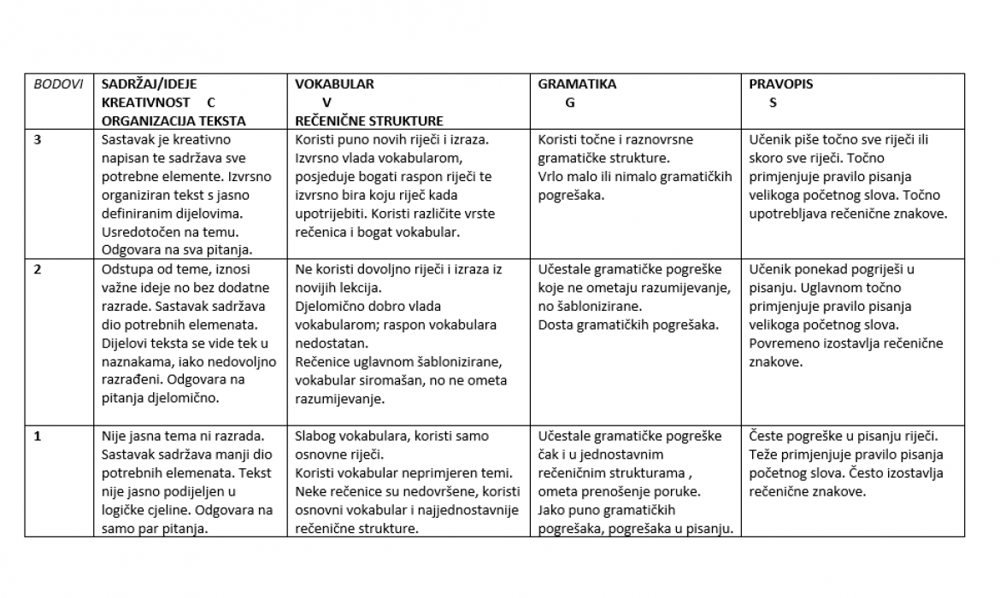 BODOVI
SADRŽAJ/IDEJE
KREATIVNOST C
ORGANIZACIJA TEKSTA
VOKABULAR
V
REČENIČNE STRUKTURE
GRAMATIKA
G
PRAVOPIS
S
3
Sastavak je kreativno
napisan te sadržava sve
potrebne elemente. Izvrsno
organiziran tekst s jasno
definiranim dijelovima.
Usredotočen na temu.
Odgovara na sva pitanja.
Koristi puno novih riječi i izraza.
Izvrsno vlada vokabularom,
posjeduje bogati raspon riječi te
izvrsno bira koju riječ kada
upotrijebiti. Koristi različite vrste
rečenica i bogat vokabular.
Koristi točne i raznovrsne
gramatičke strukture.
Vrlo malo ili nimalo gramatičkih
pogrešaka.
Učenik piše točno sve riječi ili
skoro sve riječi. Točno
primjenjuje pravilo pisanja
velikoga početnog slova. Točno
upotrebljava rečenične znakove.
2
Odstupa od teme, iznosi
važne ideje no bez dodatne
razrade. Sastavak sadržava
dio potrebnih elemenata.
Dijelovi teksta se vide tek u
naznakama, iako nedovoljno
razrađeni. Odgovara na
pitanja djelomično.
Ne koristi dovoljno riječi i izraza iz
novijih lekcija.
Djelomično dobro vlada
vokabularom; raspon vokabulara
nedostatan.
Rečenice uglavnom šablonizirane,
vokabular siromašan, no ne ometa
razumijevanje.
Učestale gramatičke pogreške
koje ne ometaju razumijevanje,
no šablonizirane.
Dosta gramatičkih pogrešaka.
Učenik ponekad pogriješi u
pisanju. Uglavnom točno
primjenjuje pravilo pisanja
velikoga početnog slova.
Povremeno izostavlja rečenične
znakove.
1
Nije jasna tema ni razrada.
Sastavak sadržava manji dio
potrebnih elemenata. Tekst
nije jasno podijeljen u
logičke cjeline. Odgovara na
samo par pitanja.
Slabog vokabulara, koristi samo
osnovne riječi.
Koristi vokabular neprimjeren temi.
Neke rečenice su nedovršene, koristi
osnovni vokabular i najjednostavnije
rečenične strukture.
Učestale gramatičke pogreške
čak i u jednostavnim
rečeničnim strukturama ,
ometa prenošenje poruke.
Jako puno gramatičkih
pogrešaka, pogrešaka u pisanju.
Česte pogreške u pisanju riječi.
Teže primjenjuje pravilo pisanja
početnog slova. Često izostavlja
rečenične znakove.